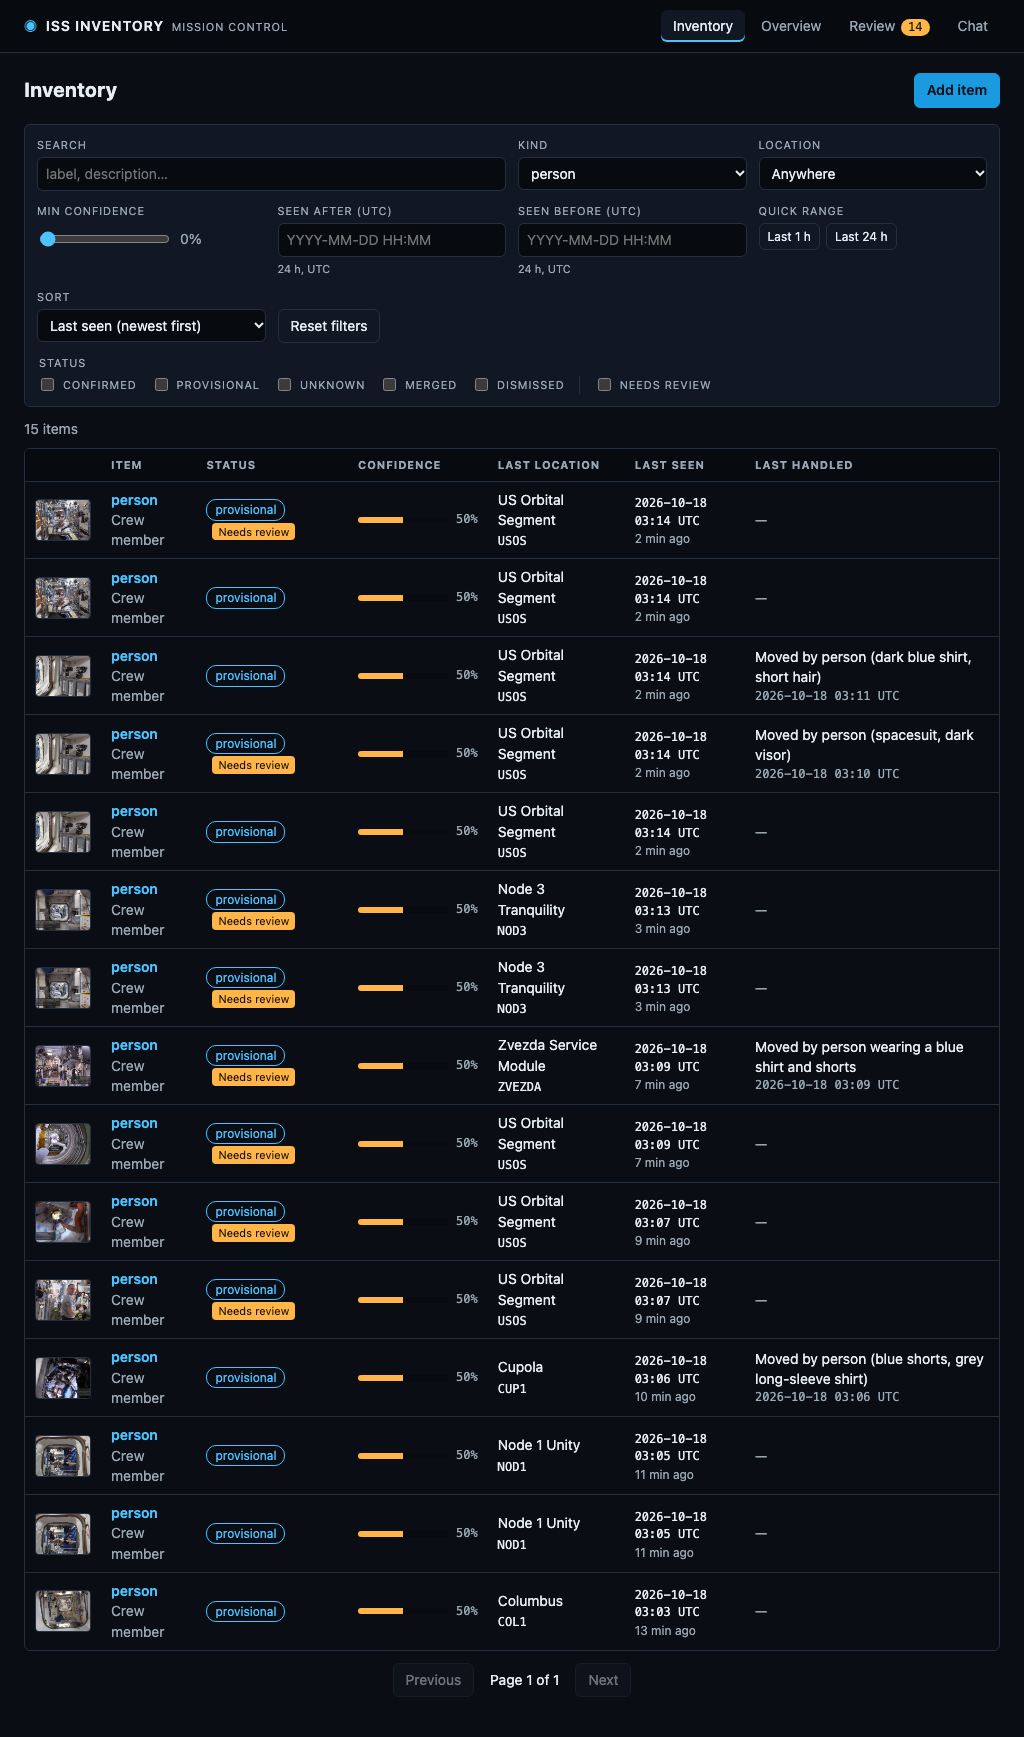 ISS INVENTORY MISSION CONTROL
Inventory Overview Review 14 Chat
Inventory
Add item
SEARCH KIND LOCATION
label, description... person Anywhere
MIN CONFIDENCE SEEN AFTER (UTC) SEEN BEFORE (UTC) QUICK RANGE
0% YYYY-MM-DD HH:MM YYYY-MM-DD HH:MM Last 1 h Last 24 h
24 h, UTC 24 h, UTC
SORT
Last seen (newest first) Reset filters
STATUS
CONFIRMED PROVISIONAL UNKNOWN MERGED DISMISSED NEEDS REVIEW
15 items
ITEM STATUS CONFIDENCE LAST LOCATION LAST SEEN LAST HANDLED
person
Crew
member
provisional
Needs review
50%
US Orbital
Segment
USOS
2026-10-18
03:14 UTC
2 min ago
—
person
Crew
member
provisional
50%
US Orbital
Segment
USOS
2026-10-18
03:14 UTC
2 min ago
—
person
Crew
member
provisional
50%
US Orbital
Segment
USOS
2026-10-18
03:14 UTC
2 min ago
Moved by person (dark blue shirt,
short hair)
2026-10-18 03:11 UTC
person
Crew
member
provisional
Needs review
50%
US Orbital
Segment
USOS
2026-10-18
03:14 UTC
2 min ago
Moved by person (spacesuit, dark
visor)
2026-10-18 03:10 UTC
person
Crew
member
provisional
50%
US Orbital
Segment
USOS
2026-10-18
03:14 UTC
2 min ago
—
person
Crew
member
provisional
Needs review
50%
Node 3
Tranquility
NOD3
2026-10-18
03:13 UTC
3 min ago
—
person
Crew
member
provisional
Needs review
50%
Node 3
Tranquility
NOD3
2026-10-18
03:13 UTC
3 min ago
—
person
Crew
member
provisional
Needs review
50%
Zvezda Service
Module
ZVEZDA
2026-10-18
03:09 UTC
7 min ago
Moved by person wearing a blue
shirt and shorts
2026-10-18 03:09 UTC
person
Crew
member
provisional
Needs review
50%
US Orbital
Segment
USOS
2026-10-18
03:09 UTC
7 min ago
—
person
Crew
member
provisional
Needs review
50%
US Orbital
Segment
USOS
2026-10-18
03:07 UTC
9 min ago
—
person
Crew
member
provisional
Needs review
50%
US Orbital
Segment
USOS
2026-10-18
03:07 UTC
9 min ago
—
person
Crew
member
provisional
50%
Cupola
CUP1
2026-10-18
03:06 UTC
10 min ago
Moved by person (blue shorts, grey
long-sleeve shirt)
2026-10-18 03:06 UTC
person
Crew
member
provisional
50%
Node 1 Unity
NOD1
2026-10-18
03:05 UTC
11 min ago
—
person
Crew
member
provisional
50%
Node 1 Unity
NOD1
2026-10-18
03:05 UTC
11 min ago
—
person
Crew
member
provisional
50%
Columbus
COL1
2026-10-18
03:03 UTC
13 min ago
—
Previous Page 1 of 1 Next